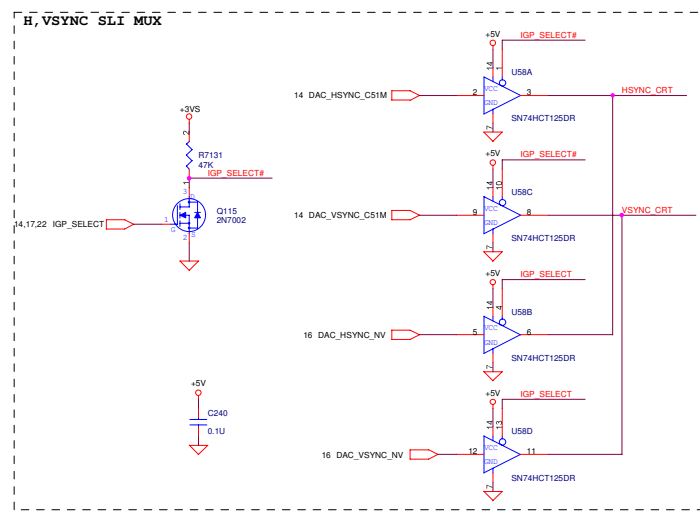 H,VSYNC SLI MUX
+5V
IGP_SELECT#
14
1
U58A
14 DAC_HSYNC_C51M
2
VCC
GND
3
HSYNC_CRT
7
SN74HCT125DR
+3VS
2
R7131
47K
1
IGP_SELECT#
3
D
Q115
2N7002
14,17,22 IGP_SELECT
1
G
2
S
+5V
IGP_SELECT#
14
10
U58C
14 DAC_VSYNC_C51M
9
VCC
GND
8
VSYNC_CRT
7
SN74HCT125DR
+5V
IGP_SELECT
14
4
U58B
16 DAC_HSYNC_NV
5
VCC
GND
6
7
SN74HCT125DR
+5V
C240
0.1U
+5V
IGP_SELECT
14
13
U58D
16 DAC_VSYNC_NV
12
VCC
GND
11
7
SN74HCT125DR